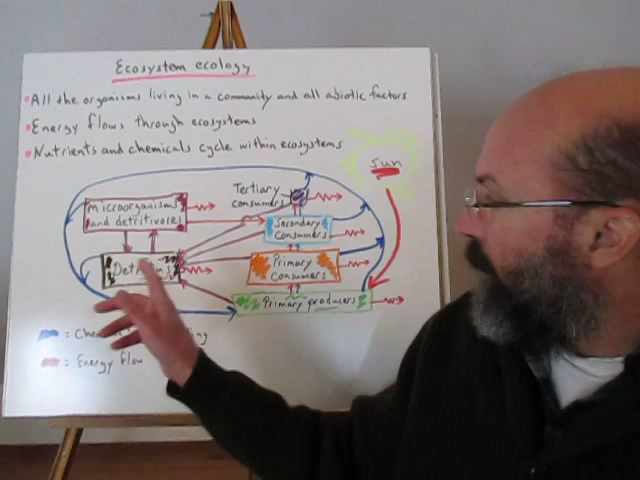 Ecosystem ecology
All the organisms living in a community and all abiotic factors
Energy flows through ecosystems
Nutrients and chemicals cycle within ecosystems
sun
Tertiary
consumers
microorganisms
and detritivores
Secondary
Consumers
Primary
Consumers
Primary producers
= Energy flow